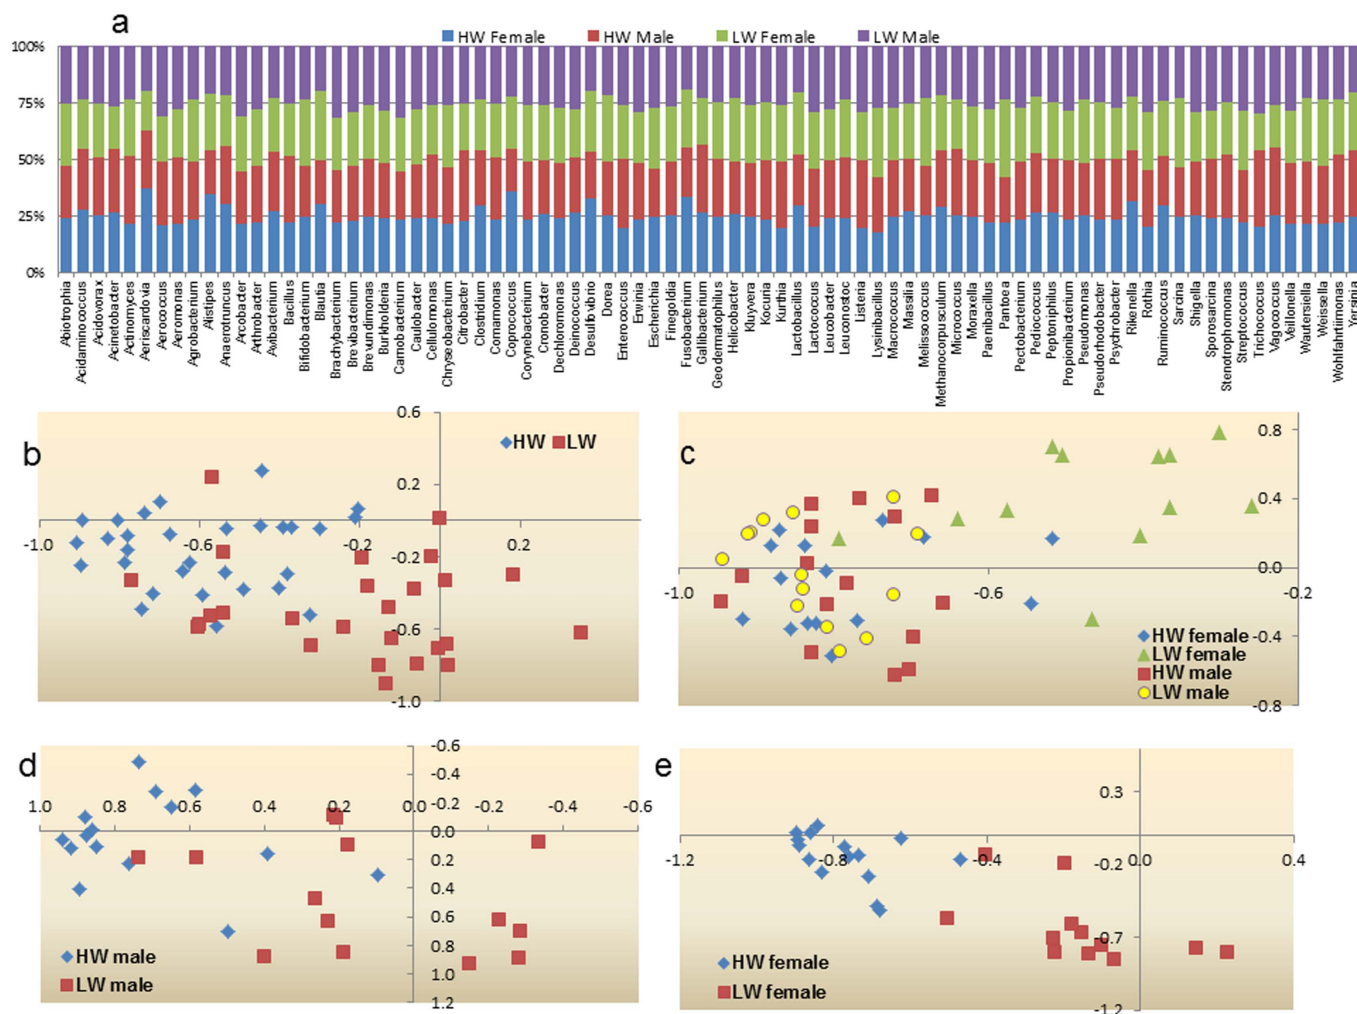 a
HW Female HW Male LW Female LW Male
100%
75%
50%
25%
0%
Abiotrophia
Acidaminococcus
Acidovorax
Acinetobacter
Actinomyces
Aeriscardovia
Aerococcus
Aeromonas
Agrobacterium
Alistipes
Anaerotruncus
Arcobacter
Arthrobacter
Avibacterium
Bacillus
Bifidobacterium
Blautia
Brachybacterium
Brevibacterium
Brevundimonas
Burkholderia
Carnobacterium
Caulobacter
Cellulomonas
Chryseobacterium
Citrobacter
Clostridium
Comamonas
Coprococcus
Corynebacterium
Cronobacter
Dechloromonas
Deinococcus
Desulfovibrio
Dorea
Enterococcus
Erwinia
Escherichia
Finegoldia
Fusobacterium
Gallibacterium
Geodermatophilus
Helicobacter
Kluyvera
Kocuria
Kurthia
Lactobacillus
Lactococcus
Leucobacter
Leuconostoc
Listeria
Lysinibacillus
Macrococcus
Massilia
Melissococcus
Methanocorpusculum
Micrococcus
Moraxella
Paenibacillus
Pantoea
Pectobacterium
Pediococcus
Peptoniphilus
Propionibacterium
Pseudomonas
Pseudorhodobacter
Psychrobacter
Rikenella
Rothia
Ruminococcus
Sarcina
Shigella
Sporosarcina
Stenotrophomonas
Streptococcus
Trichococcus
Vagococcus
Veillonella
Wautersiella
Weissella
Wohlfahrtiimonas
Yersinia
b
HW LW
0.6
0.2
-1.0 -0.6 -0.2 0.2
-0.2
-0.6
-1.0
c
0.8
0.4
-1.0 -0.6 0.0 -0.2
-0.4
-0.8
HW female
LW female
HW male
LW male
d
-0.6
-0.4
1.0 0.8 0.6 0.4 0.2 0.0 -0.2 -0.2 -0.4 -0.6
0.0
0.2
0.4
0.6
0.8
1.0
1.2
HW male
LW male
e
0.3
-1.2 -0.8 -0.4 -0.2 0.0 0.4
-0.7
-1.2
HW female
LW female